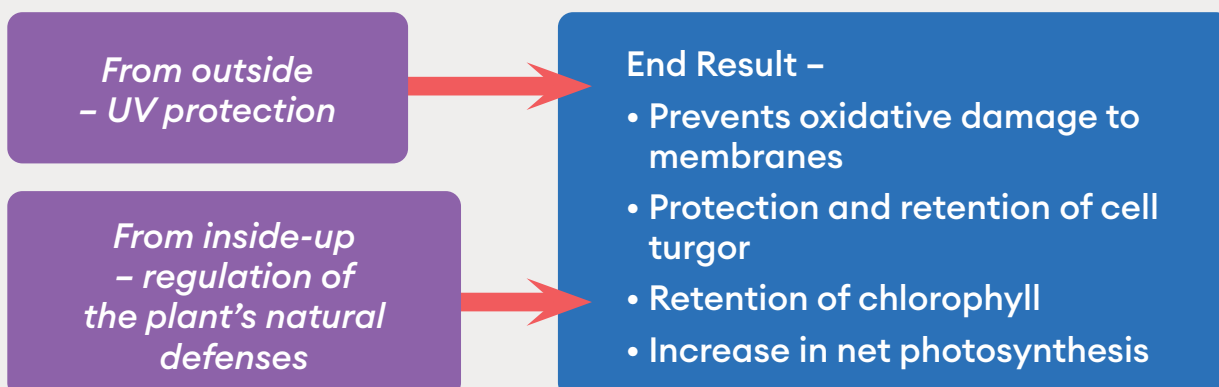 From outside
– UV protection
From inside-up
– regulation of
the plant's natural
defenses
End Result –
• Prevents oxidative damage to
membranes
• Protection and retention of cell
turgor
• Retention of chlorophyll
• Increase in net photosynthesis